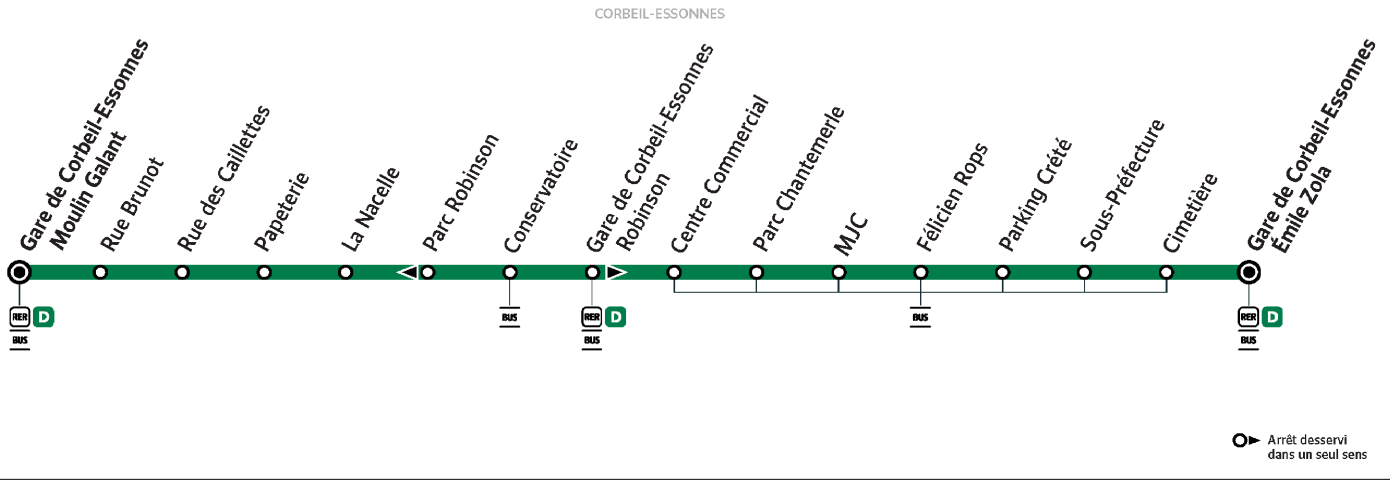 CORBEIL-ESSONNES
Gare de Corbeil-Essonnes
Moulin Galant
Rue Brunot
Rue des Caillettes
Papeterie
La Nacelle
Parc Robinson
Conservatoire
Gare de Corbeil-Essonnes
Robinson
Centre Commercial
Parc Chantemerle
MJC
Félicien Rops
Parking Crété
Sous-Préfecture
Cimetière
Gare de Corbeil-Essonnes
Émile Zola
RER D
BUS
BUS
RER D
BUS
BUS
RER D
BUS
Arrêt desservi
dans un seul sens